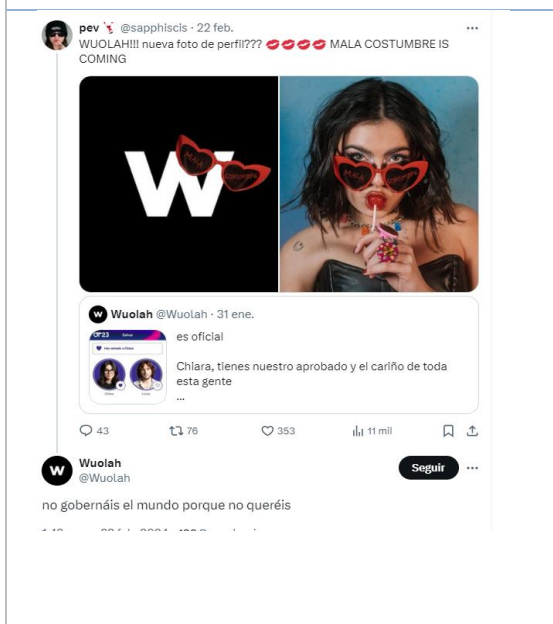 pev @sapphiscis · 22 feb.
WUOLAH!!! nueva foto de perfil??? 💋💋💋💋 MALA COSTUMBRE IS
COMING
W
MALA
MALA
Wuolah @Wuolah · 31 ene.
es oficial
Chiara, tienes nuestro aprobado y el cariño de toda
esta gente
...
43 76 353 11 mil
W
Wuolah
@Wuolah
Seguir
no gobernáis el mundo porque no queréis